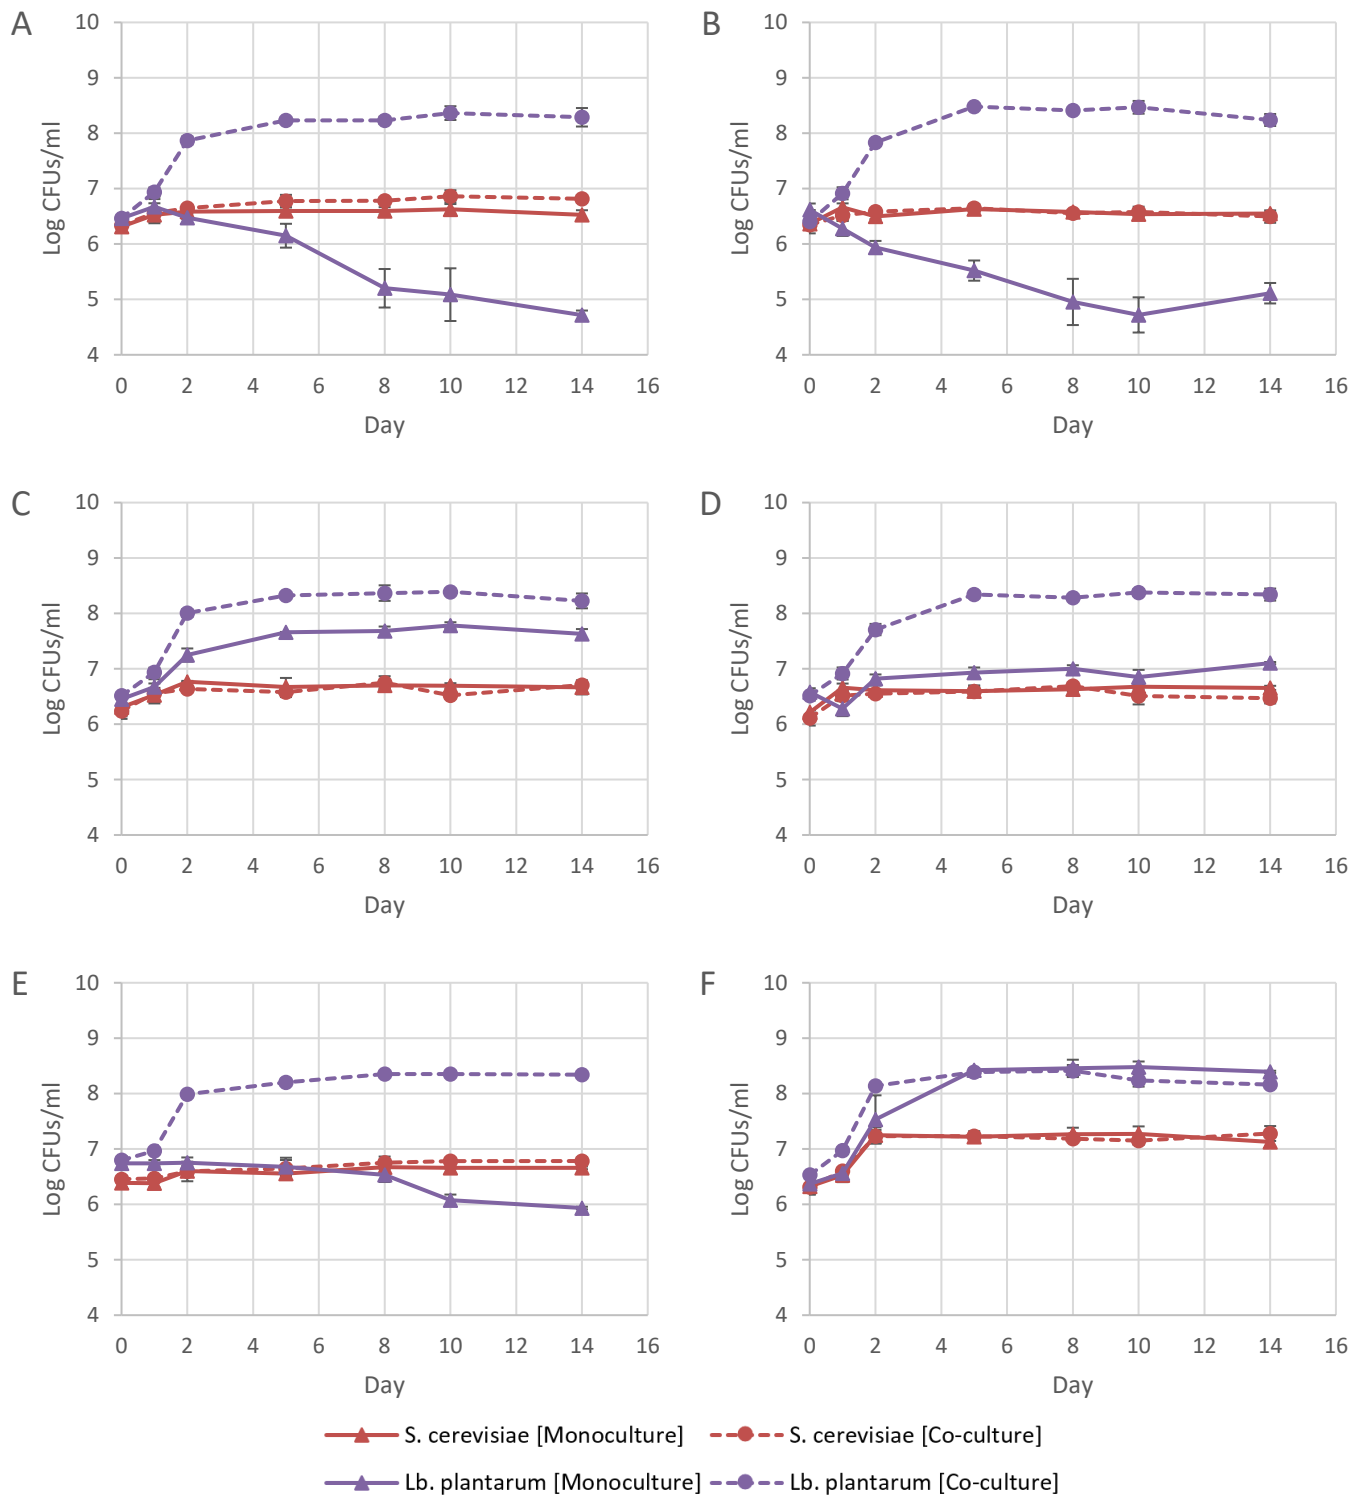 A
10
9
8
7
6
5
4
Log CFUs/ml
0 2 4 6 8 10 12 14 16
Day
B
10
9
8
7
6
5
4
Log CFUs/ml
0 2 4 6 8 10 12 14 16
Day
C
10
9
8
7
6
5
4
Log CFUs/ml
0 2 4 6 8 10 12 14 16
Day
D
10
9
8
7
6
5
4
Log CFUs/ml
0 2 4 6 8 10 12 14 16
Day
E
10
9
8
7
6
5
4
Log CFUs/ml
0 2 4 6 8 10 12 14 16
Day
F
10
9
8
7
6
5
4
Log CFUs/ml
0 2 4 6 8 10 12 14 16
Day
S. cerevisiae [Monoculture]
S. cerevisiae [Co-culture]
Lb. plantarum [Monoculture]
Lb. plantarum [Co-culture]